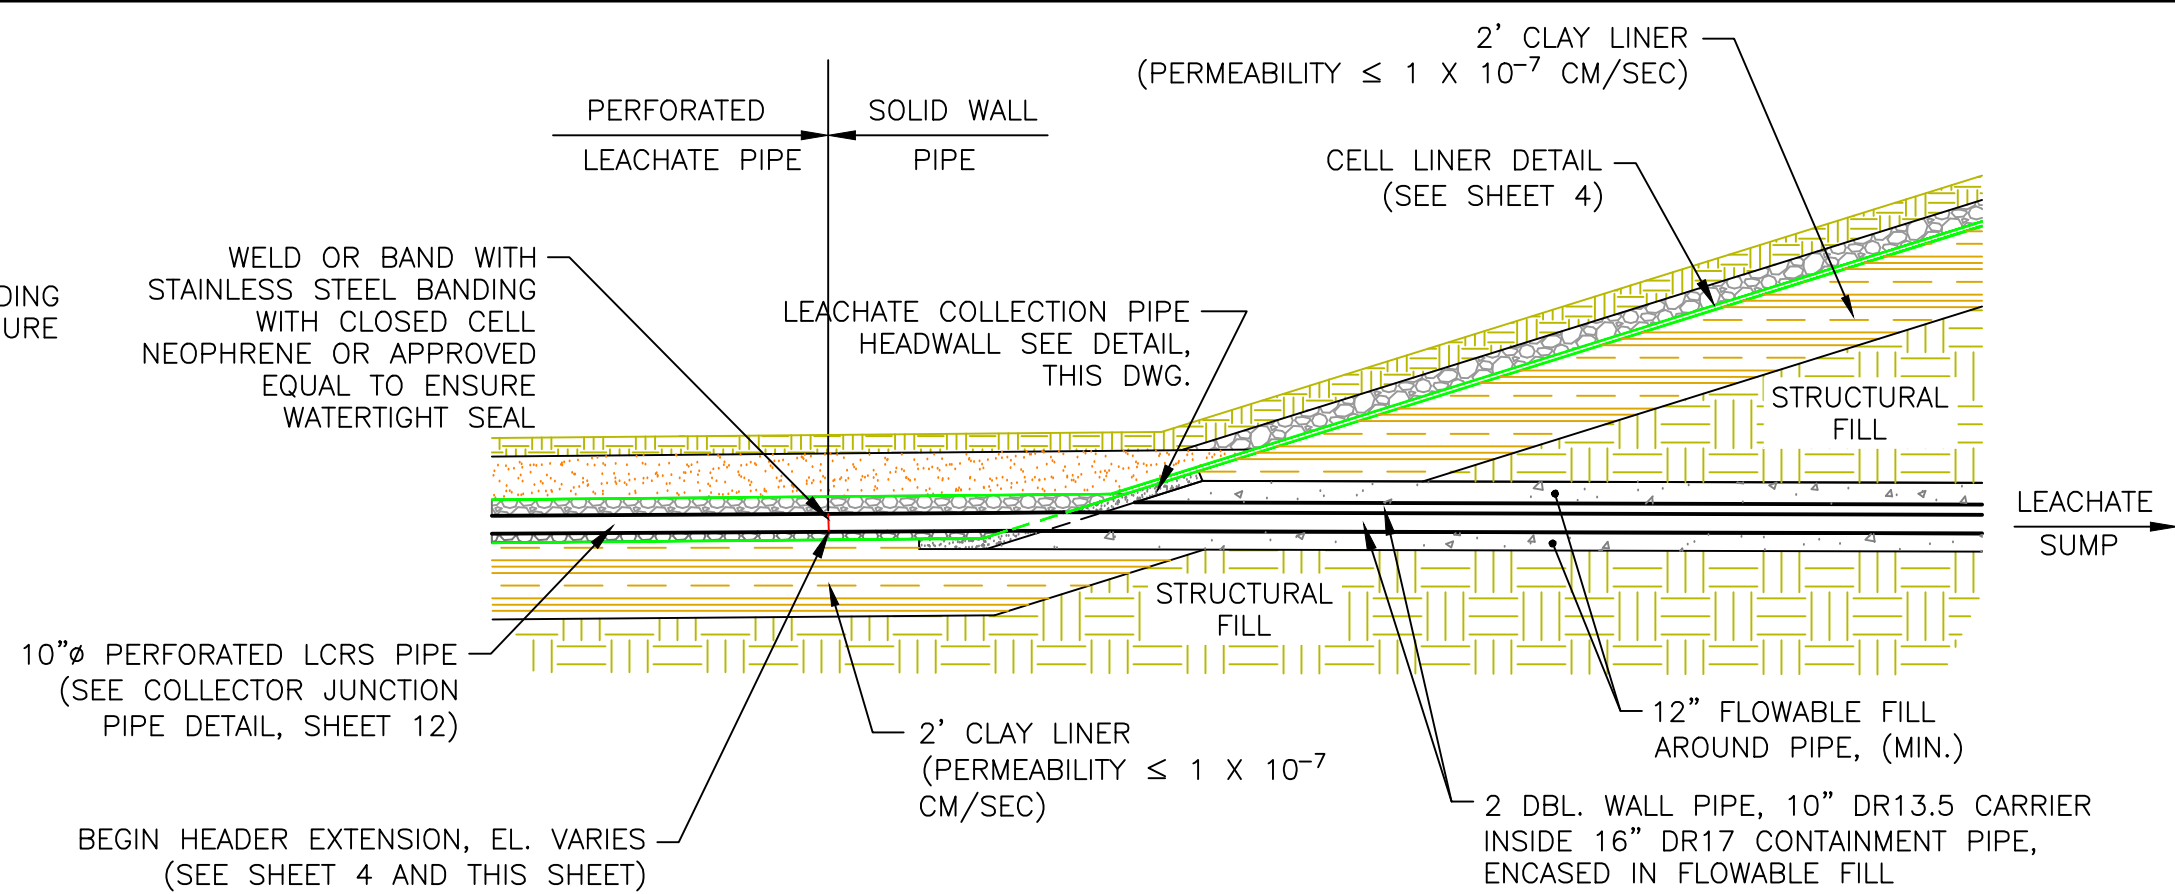 2' CLAY LINER
(PERMEABILITY ≤ 1 X 10⁻⁷ CM/SEC)
PERFORATED
LEACHATE PIPE
SOLID WALL
PIPE
CELL LINER DETAIL
(SEE SHEET 4)
DING
URE
WELD OR BAND WITH
STAINLESS STEEL BANDING
WITH CLOSED CELL
NEOPHRENE OR APPROVED
EQUAL TO ENSURE
WATERTIGHT SEAL
LEACHATE COLLECTION PIPE
HEADWALL SEE DETAIL,
THIS DWG.
STRUCTURAL
FILL
LEACHATE
SUMP
STRUCTURAL
FILL
10"ø PERFORATED LCRS PIPE
(SEE COLLECTOR JUNCTION
PIPE DETAIL, SHEET 12)
2' CLAY LINER
(PERMEABILITY ≤ 1 X 10⁻⁷
CM/SEC)
12" FLOWABLE FILL
AROUND PIPE, (MIN.)
BEGIN HEADER EXTENSION, EL. VARIES
(SEE SHEET 4 AND THIS SHEET)
2 DBL. WALL PIPE, 10" DR13.5 CARRIER
INSIDE 16" DR17 CONTAINMENT PIPE,
ENCASED IN FLOWABLE FILL